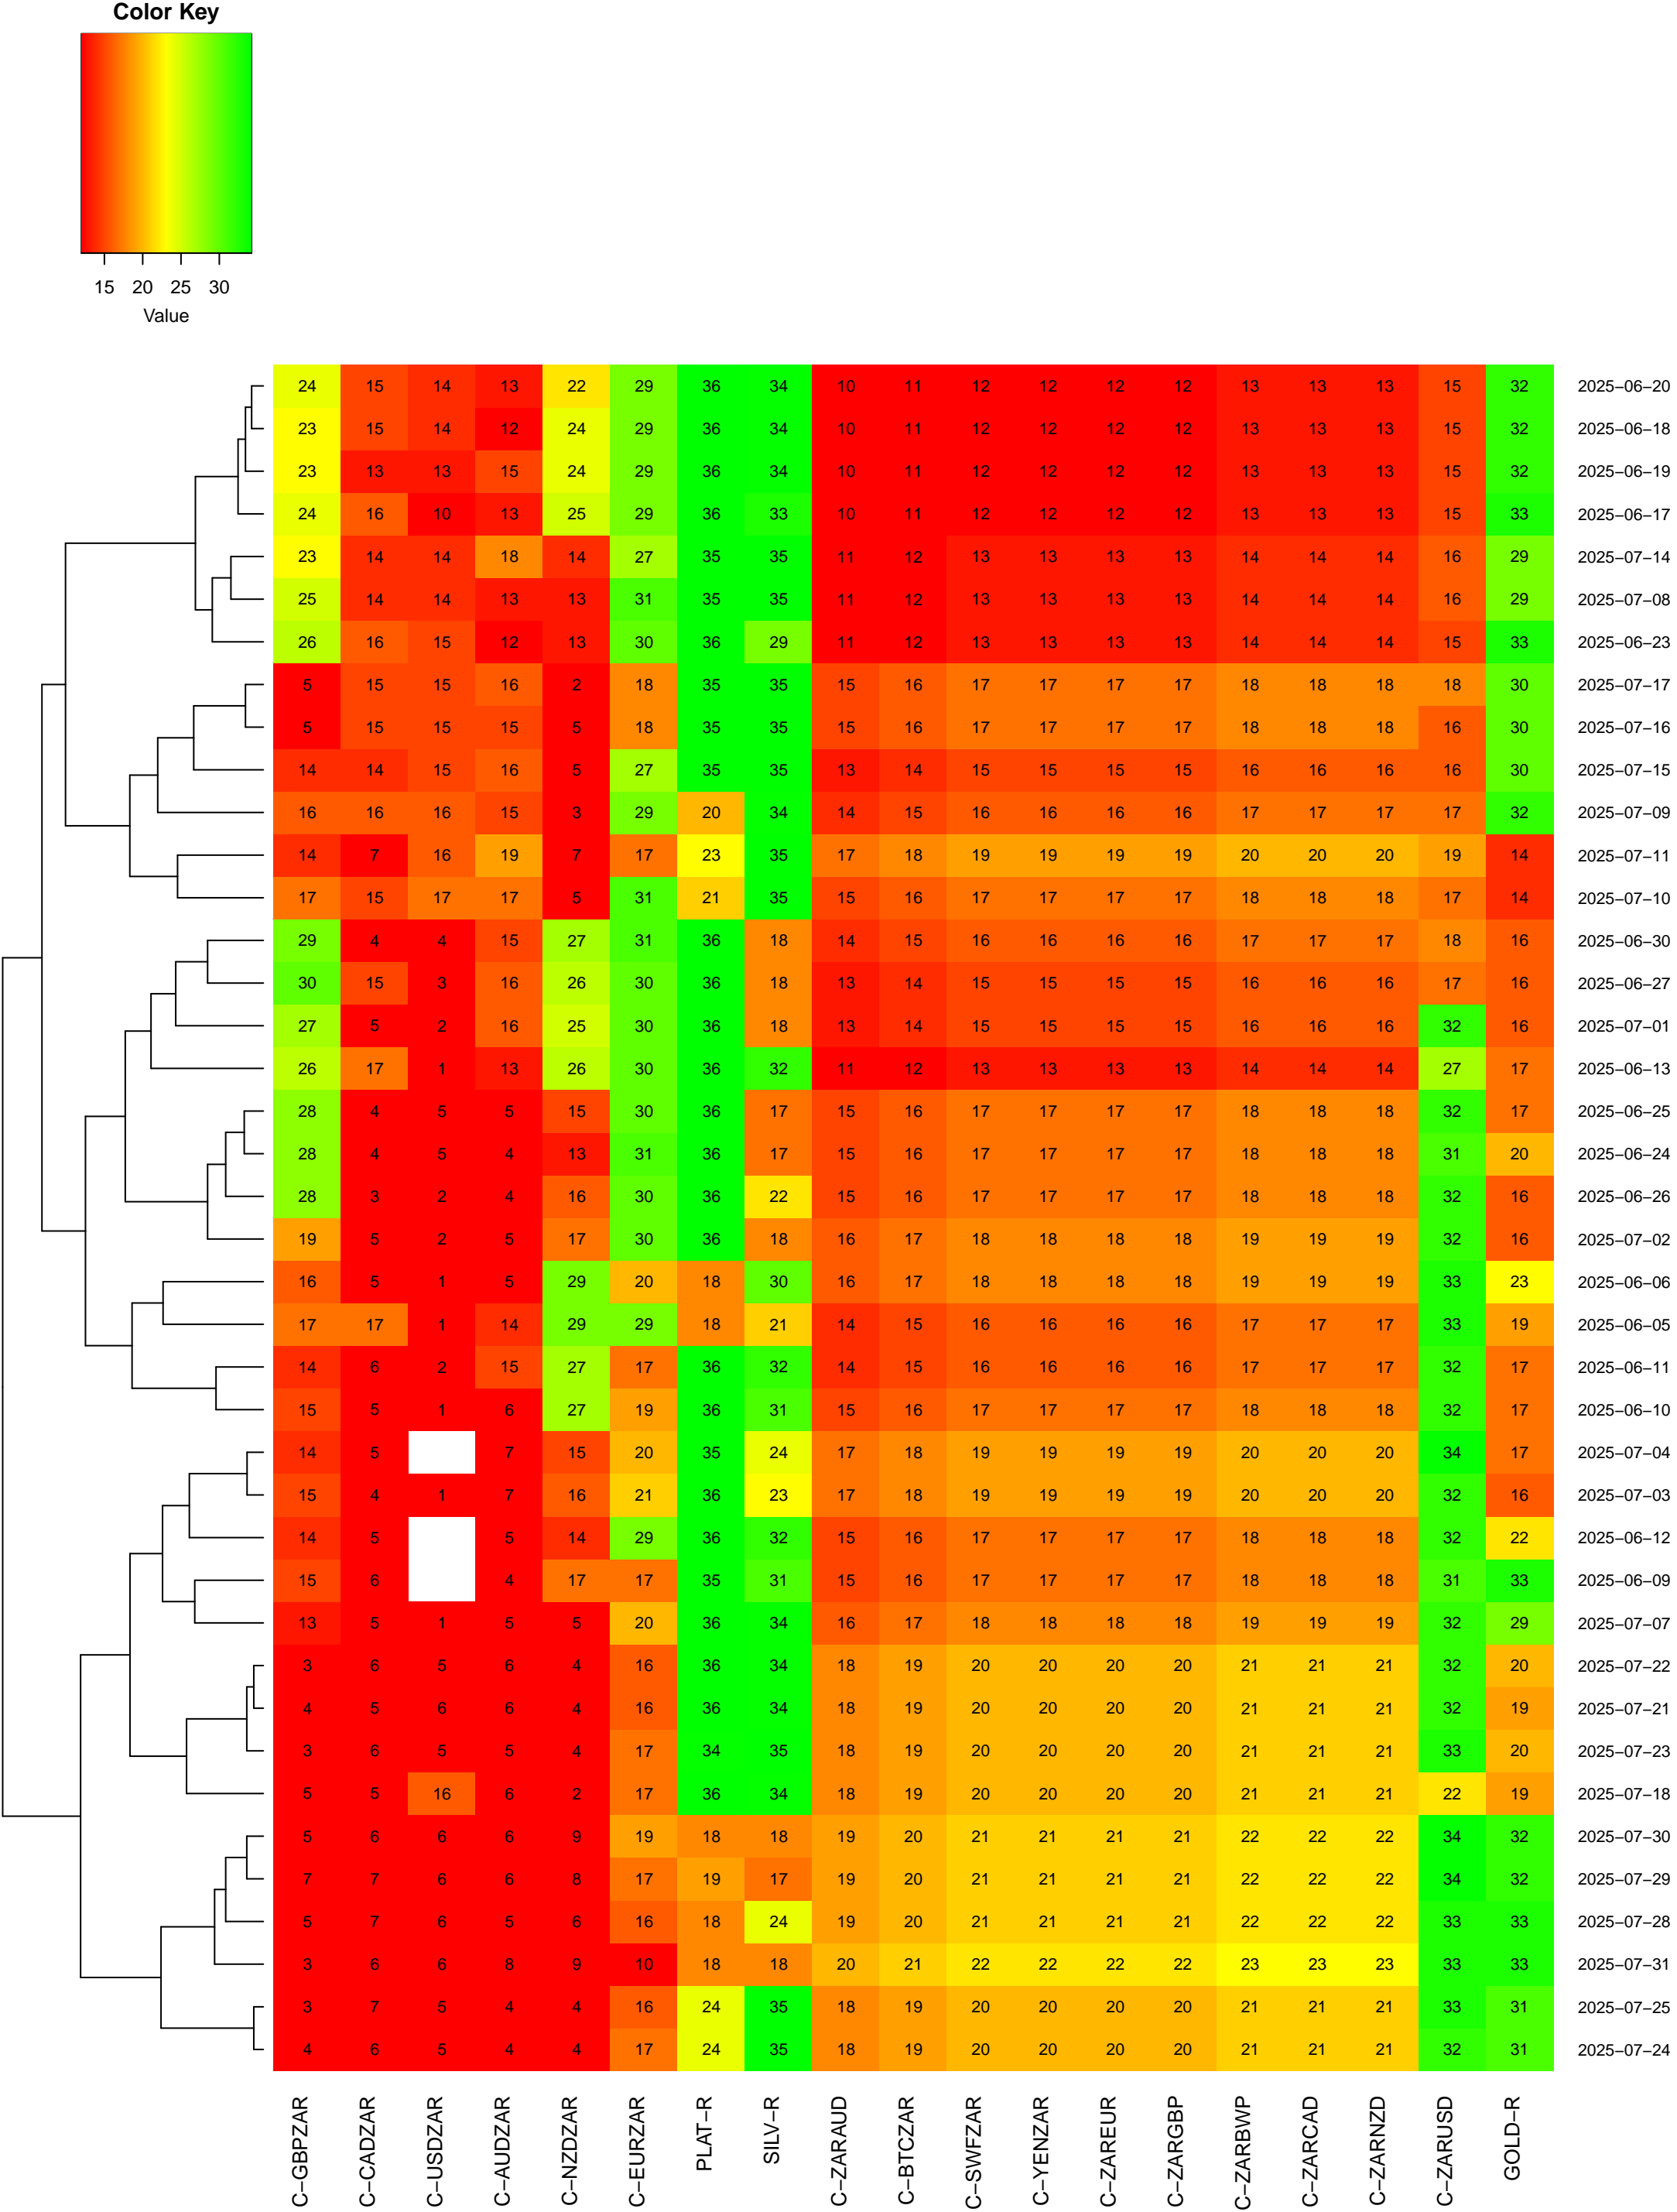 Color Key
15 20 25 30
Value
24 15 14 13 22 29 36 34 10 11 12 12 12 12 13 13 13 15 32 2025−06−20
23 15 14 12 24 29 36 34 10 11 12 12 12 12 13 13 13 15 32 2025−06−18
23 13 13 15 24 29 36 34 10 11 12 12 12 12 13 13 13 15 32 2025−06−19
24 16 10 13 25 29 36 33 10 11 12 12 12 12 13 13 13 15 33 2025−06−17
23 14 14 18 14 27 35 35 11 12 13 13 13 13 14 14 14 16 29 2025−07−14
25 14 14 13 13 31 35 35 11 12 13 13 13 13 14 14 14 16 29 2025−07−08
26 16 15 12 13 30 36 29 11 12 13 13 13 13 14 14 14 15 33 2025−06−23
5 15 15 16 2 18 35 35 15 16 17 17 17 17 18 18 18 18 30 2025−07−17
5 15 15 15 5 18 35 35 15 16 17 17 17 17 18 18 18 16 30 2025−07−16
14 14 15 16 5 27 35 35 13 14 15 15 15 15 16 16 16 16 30 2025−07−15
16 16 16 15 3 29 20 34 14 15 16 16 16 16 17 17 17 17 32 2025−07−09
14 7 16 19 7 17 23 35 17 18 19 19 19 19 20 20 20 19 14 2025−07−11
17 15 17 17 5 31 21 35 15 16 17 17 17 17 18 18 18 17 14 2025−07−10
29 4 4 15 27 31 36 18 14 15 16 16 16 16 17 17 17 18 16 2025−06−30
30 15 3 16 26 30 36 18 13 14 15 15 15 15 16 16 16 17 16 2025−06−27
27 5 2 16 25 30 36 18 13 14 15 15 15 15 16 16 16 32 16 2025−07−01
26 17 1 13 26 30 36 32 11 12 13 13 13 13 14 14 14 27 17 2025−06−13
28 4 5 5 15 30 36 17 15 16 17 17 17 17 18 18 18 32 17 2025−06−25
28 4 5 4 13 31 36 17 15 16 17 17 17 17 18 18 18 31 20 2025−06−24
28 3 2 4 16 30 36 22 15 16 17 17 17 17 18 18 18 32 16 2025−06−26
19 5 2 5 17 30 36 18 16 17 18 18 18 18 19 19 19 32 16 2025−07−02
16 5 1 5 29 20 18 30 16 17 18 18 18 18 19 19 19 33 23 2025−06−06
17 17 1 14 29 29 18 21 14 15 16 16 16 16 17 17 17 33 19 2025−06−05
14 6 2 15 27 17 36 32 14 15 16 16 16 16 17 17 17 32 17 2025−06−11
15 5 1 6 27 19 36 31 15 16 17 17 17 17 18 18 18 32 17 2025−06−10
14 5 7 15 20 35 24 17 18 19 19 19 19 20 20 20 34 17 2025−07−04
15 4 1 7 16 21 36 23 17 18 19 19 19 19 20 20 20 32 16 2025−07−03
14 5 5 14 29 36 32 15 16 17 17 17 17 18 18 18 32 22 2025−06−12
15 6 4 17 17 35 31 15 16 17 17 17 17 18 18 18 31 33 2025−06−09
13 5 1 5 5 20 36 34 16 17 18 18 18 18 19 19 19 32 29 2025−07−07
3 6 5 6 4 16 36 34 18 19 20 20 20 20 21 21 21 32 20 2025−07−22
4 5 6 6 4 16 36 34 18 19 20 20 20 20 21 21 21 32 19 2025−07−21
3 6 5 5 4 17 34 35 18 19 20 20 20 20 21 21 21 33 20 2025−07−23
5 5 16 6 2 17 36 34 18 19 20 20 20 20 21 21 21 22 19 2025−07−18
5 6 6 6 9 19 18 18 19 20 21 21 21 21 22 22 22 34 32 2025−07−30
7 7 6 6 8 17 19 17 19 20 21 21 21 21 22 22 22 34 32 2025−07−29
5 7 6 5 6 16 18 24 19 20 21 21 21 21 22 22 22 33 33 2025−07−28
3 6 6 8 9 10 18 18 20 21 22 22 22 22 23 23 23 33 33 2025−07−31
3 7 5 4 4 16 24 35 18 19 20 20 20 20 21 21 21 33 31 2025−07−25
4 6 5 4 4 17 24 35 18 19 20 20 20 20 21 21 21 32 31 2025−07−24
C−GBPZAR
C−CADZAR
C−USDZAR
C−AUDZAR
C−NZDZAR
C−EURZAR
PLAT−R
SILV−R
C−ZARAUD
C−BTCZAR
C−SWFZAR
C−YENZAR
C−ZAREUR
C−ZARGBP
C−ZARBWP
C−ZARCAD
C−ZARNZD
C−ZARUSD
GOLD−R